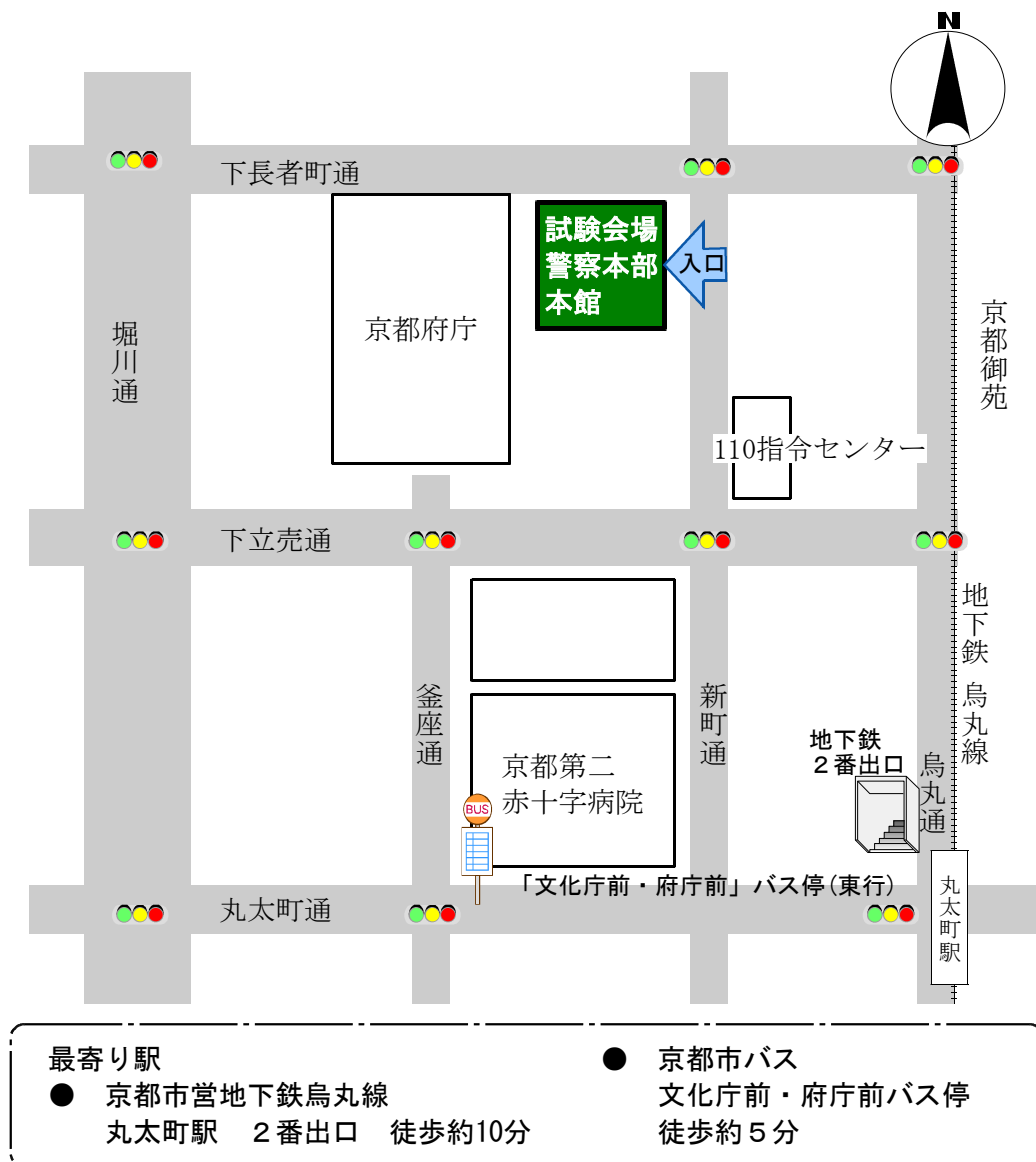 N
下長者町通
試験会場
警察本部
本館
入口
京都府庁
堀川通
京都御苑
110指令センター
下立売通
地下鉄 烏丸線
釜座通
新町通
地下鉄
２番出口
烏丸通
京都第二
赤十字病院
BUS
「文化庁前・府庁前」バス停(東行)
丸太町通
丸太町駅
最寄り駅
● 京都市営地下鉄烏丸線
丸太町駅　２番出口　徒歩約10分
● 京都市バス
文化庁前・府庁前バス停
徒歩約５分